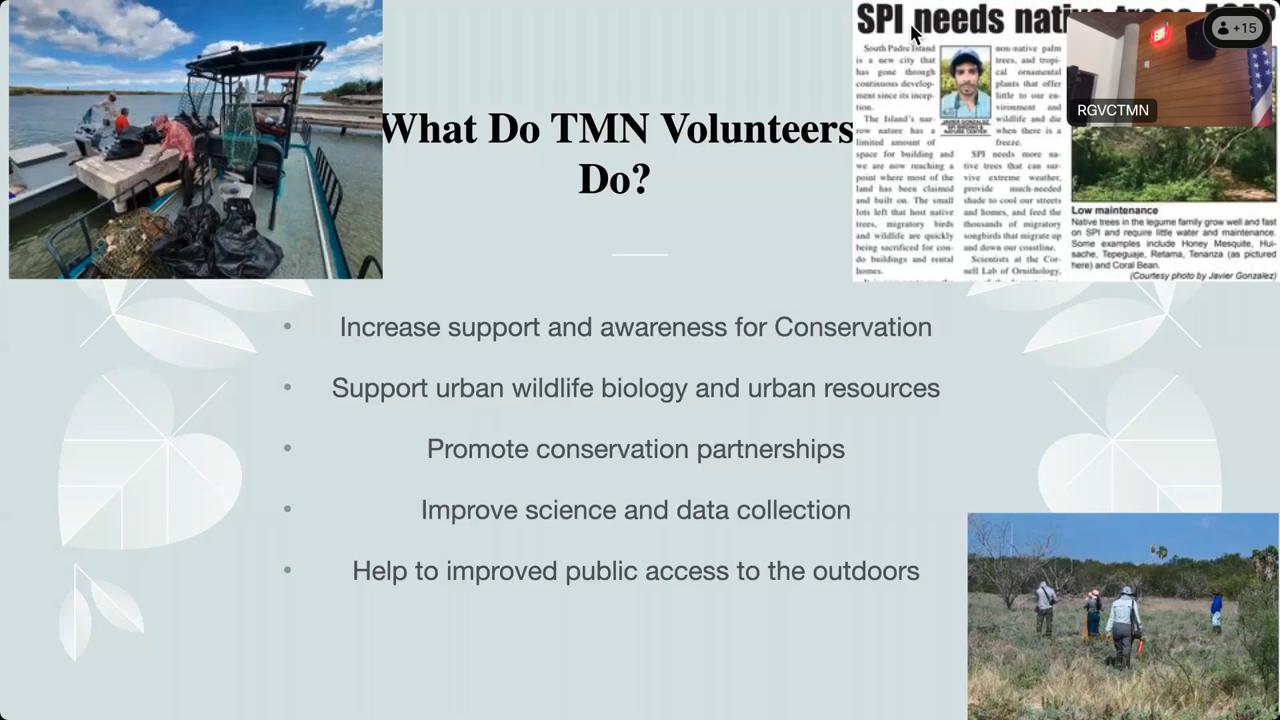 What Do TMN Volunteers
Do?
Increase support and awareness for Conservation
Support urban wildlife biology and urban resources
Promote conservation partnerships
Improve science and data collection
Help to improved public access to the outdoors
SPI needs native trees ASAP
South Padre Island
is a new city that
has gone through
continuous develop-
ment since its incep-
tion.
The Island's nar-
row nature has a
limited amount of
space for building and
we are now reaching a
point where most of the
land has been claimed
and built on. The small
lots left that host native
trees, migratory birds
and wildlife are quickly
being sacrificed for con-
do buildings and rental
homes.
JAVIER GONZALEZ
SPI BIRDING &
NATURE CENTER
non-native palm
trees, and tropi-
cal ornamental
plants that offer
little to our en-
vironment and
wildlife and die
when there is a
freeze.
SPI needs more na-
tive trees that can sur-
vive extreme weather,
provide much-needed
shade to cool our streets
and homes, and feed the
thousands of migratory
songbirds that migrate up
and down our coastline.
Scientists at the Cor-
nell Lab of Ornithology,
EXIT
+15
RGVCTMN
Low maintenance
Native trees in the legume family grow well and fast
on SPI and require little water and maintenance.
Some examples include Honey Mesquite, Hui-
sache, Tepeguaje, Retama, Tenanza (as pictured
here) and Coral Bean.
(Courtesy photo by Javier Gonzalez)